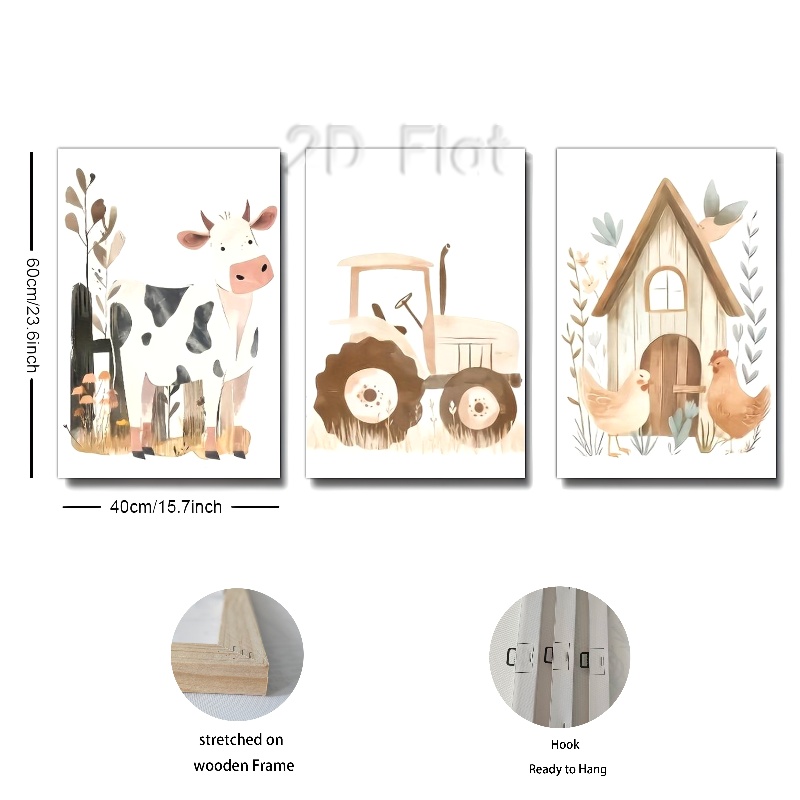 2D Flat
60cm/23.6inch
40cm/15.7inch
stretched on
wooden Frame
Hook
Ready to Hang